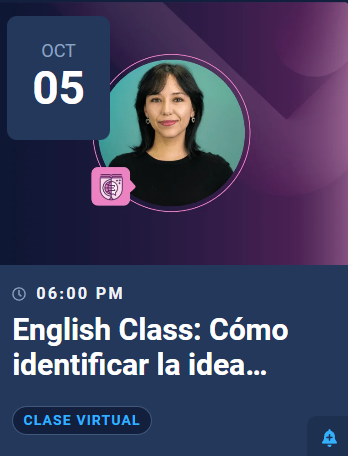 OCT
05
06:00 PM
English Class: Cómo
identificar la idea...
CLASE VIRTUAL